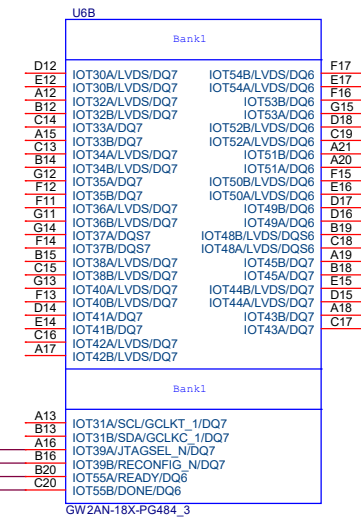 U6B
Bank1
D12 IOT30A/LVDS/DQ7 IOT54B/LVDS/DQ6 F17
E12 IOT30B/LVDS/DQ7 IOT54A/LVDS/DQ6 E17
A12 IOT32A/LVDS/DQ7 IOT53B/DQ6 F16
B12 IOT32B/LVDS/DQ7 IOT53A/DQ6 G15
C14 IOT33A/DQ7 IOT52B/LVDS/DQ6 D18
A15 IOT33B/DQ7 IOT52A/LVDS/DQ6 C19
C13 IOT34A/LVDS/DQ7 IOT51B/DQ6 A21
B14 IOT34B/LVDS/DQ7 IOT51A/DQ6 A20
G12 IOT35A/DQ7 IOT50B/LVDS/DQ6 F15
F12 IOT35B/DQ7 IOT50A/LVDS/DQ6 E16
F11 IOT36A/LVDS/DQ7 IOT49B/DQ6 D17
G11 IOT36B/LVDS/DQ7 IOT49A/DQ6 D16
G14 IOT37A/DQS7 IOT48B/LVDS/DQS6 B19
F14 IOT37B/DQS7 IOT48A/LVDS/DQS6 C18
B15 IOT38A/LVDS/DQ7 IOT45B/DQ7 A19
C15 IOT38B/LVDS/DQ7 IOT45A/DQ7 B18
G13 IOT40A/LVDS/DQ7 IOT44B/LVDS/DQ7 E15
F13 IOT40B/LVDS/DQ7 IOT44A/LVDS/DQ7 D15
D14 IOT41A/DQ7 IOT43B/DQ7 A18
E14 IOT41B/DQ7 IOT43A/DQ7 C17
C16 IOT42A/LVDS/DQ7
A17 IOT42B/LVDS/DQ7
Bank1
A13 IOT31A/SCL/GCLKT_1/DQ7
B13 IOT31B/SDA/GCLKC_1/DQ7
A16 IOT39A/JTAGSEL_N/DQ7
B16 IOT39B/RECONFIG_N/DQ7
B20 IOT55A/READY/DQ6
C20 IOT55B/DONE/DQ6
GW2AN-18X-PG484_3